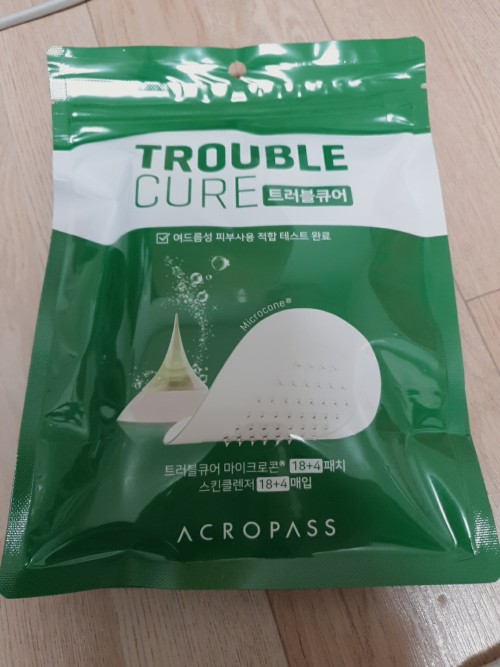 TROUBLE
CURE 트러블큐어
여드름성 피부사용 적합 테스트 완료
Microcone®
트러블큐어 마이크로콘® 18+4 패치
스킨클렌저 18+4 매입
ACROPASS